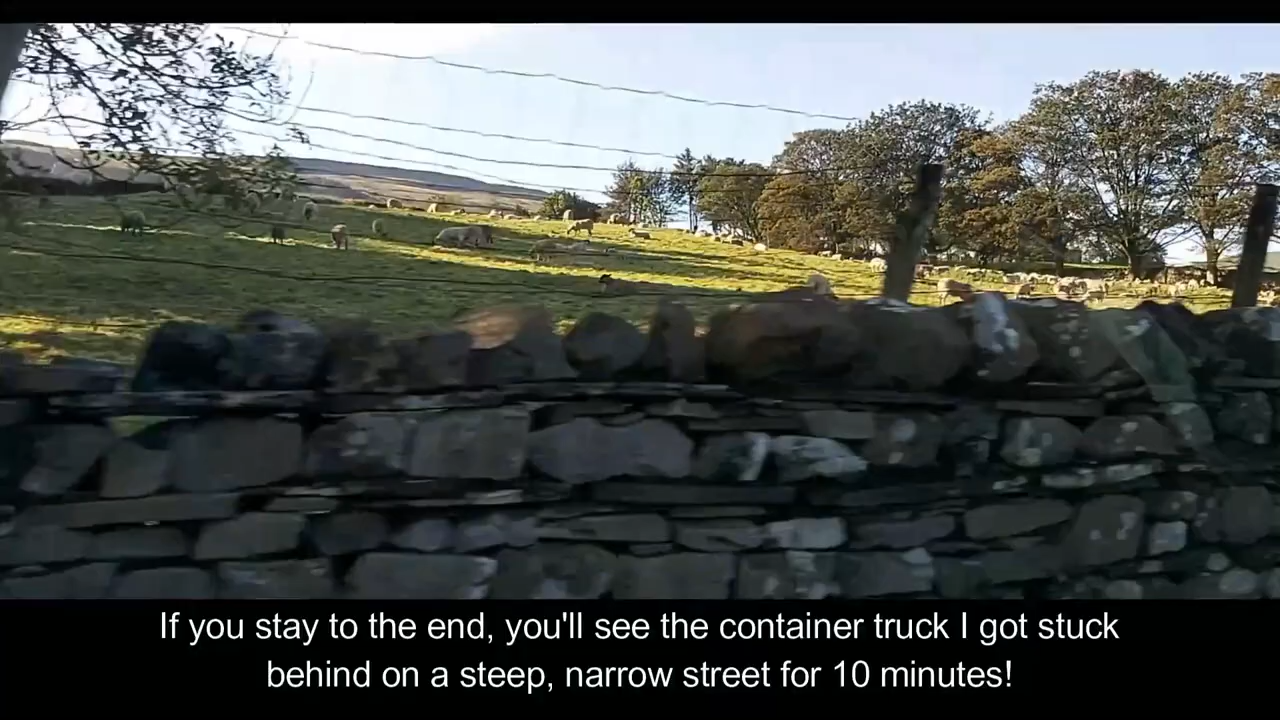 If you stay to the end, you'll see the container truck I got stuck
behind on a steep, narrow street for 10 minutes!